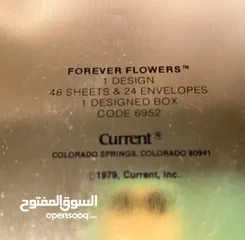 FOREVER FLOWERS™
1 DESIGN
48 SHEETS & 24 ENVELOPES
1 DESIGNED BOX
CODE 6952
Current®
COLORADO SPRINGS, COLORADO 80941
©1979, Current, Inc.
السوق المفتوح
opensooq.com